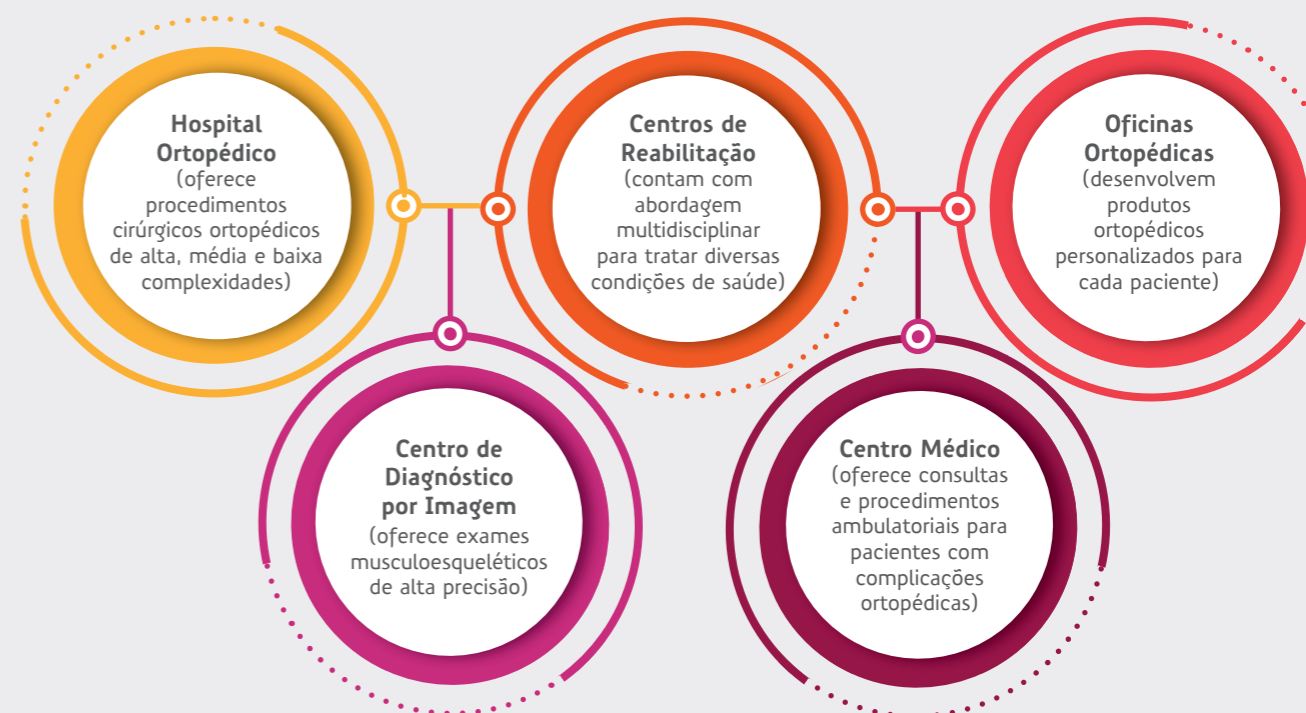 Hospital
Ortopédico
(oferece
procedimentos
cirúrgicos ortopédicos
de alta, média e baixa
complexidades)
Centros de
Reabilitação
(contam com
abordagem
multidisciplinar
para tratar diversas
condições de saúde)
Oficinas
Ortopédicas
(desenvolvem
produtos
ortopédicos
personalizados para
cada paciente)
Centro de
Diagnóstico
por Imagem
(oferece exames
musculoesqueléticos
de alta precisão)
Centro Médico
(oferece consultas
e procedimentos
ambulatoriais para
pacientes com
complicações
ortopédicas)